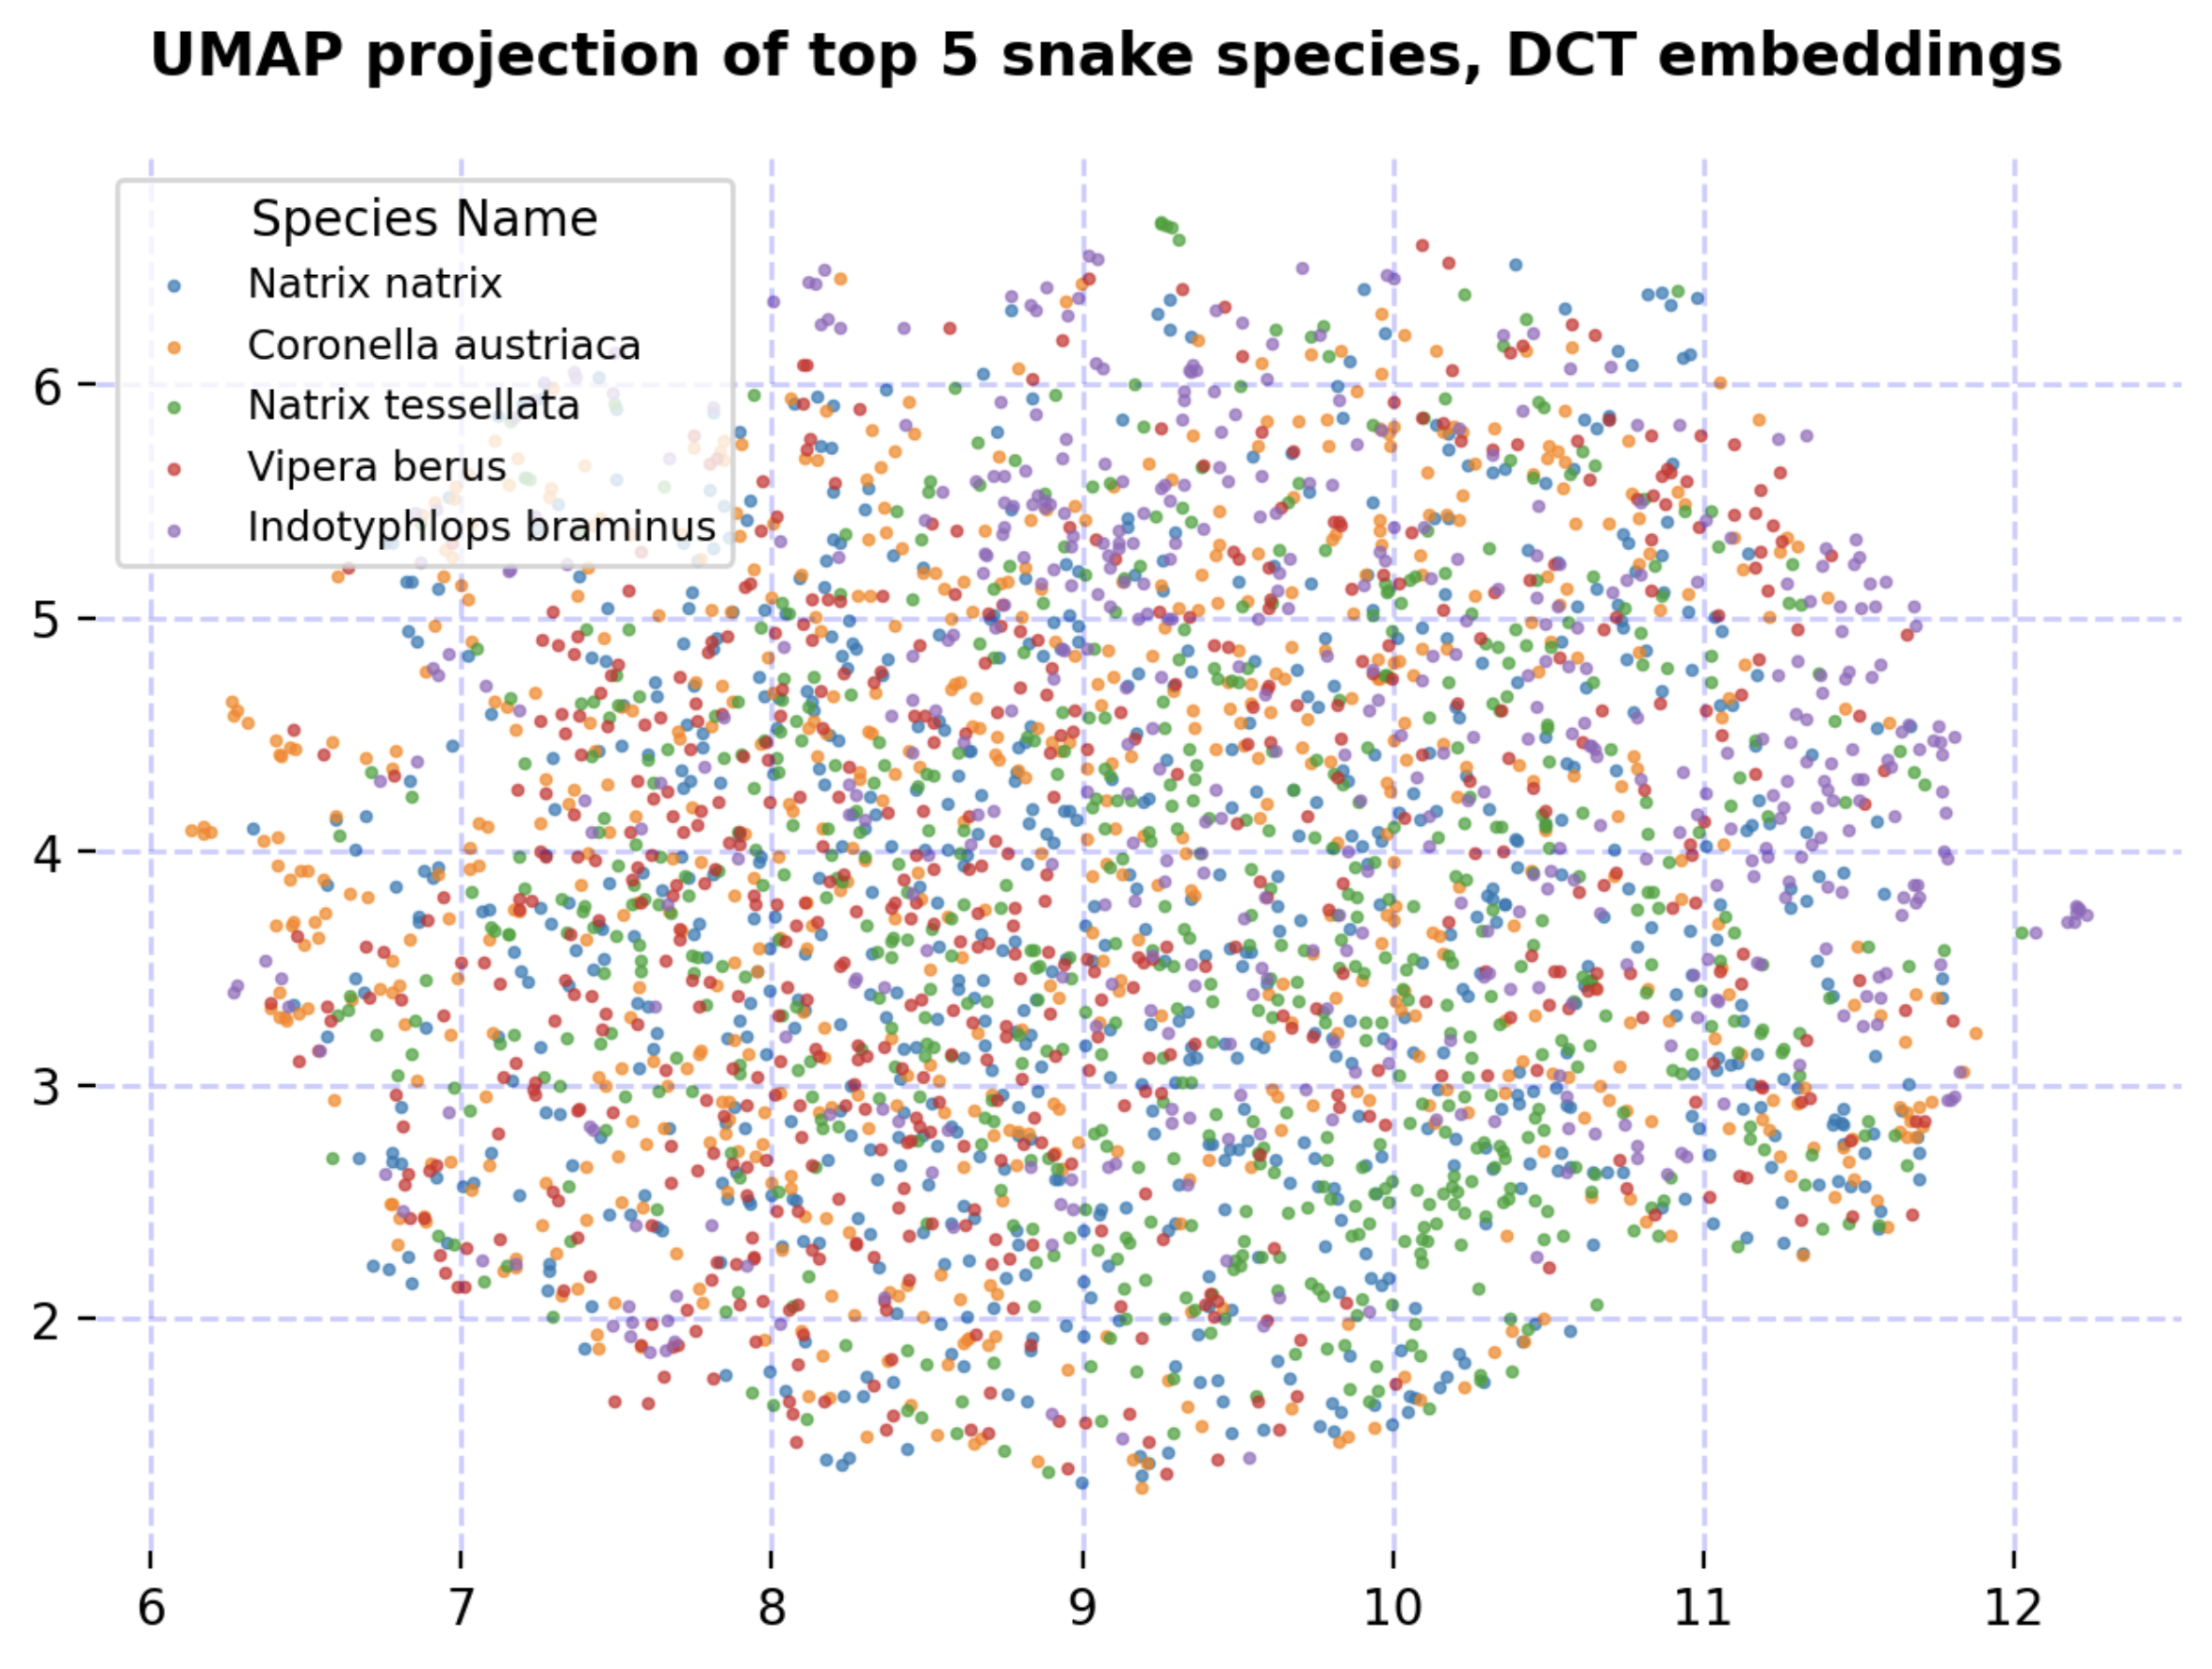 UMAP projection of top 5 snake species, DCT embeddings
Species Name
Natrix natrix
Coronella austriaca
Natrix tessellata
Vipera berus
Indotyphlops braminus
6
5
4
3
2
6 7 8 9 10 11 12